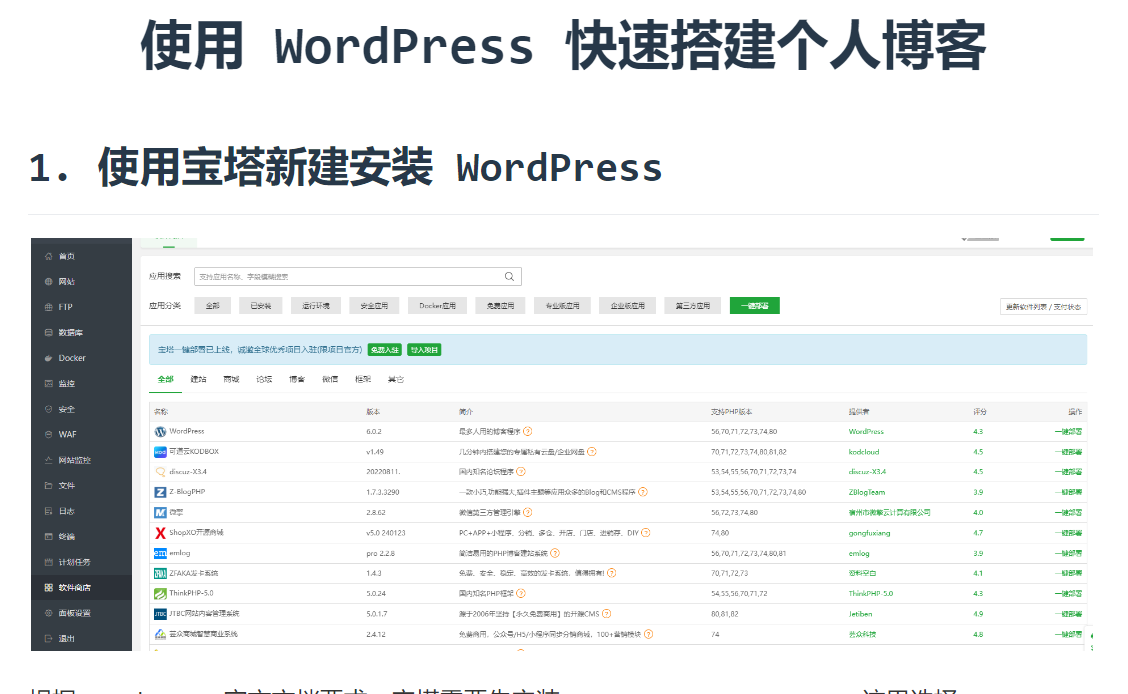 使用 WordPress 快速搭建个人博客
1. 使用宝塔新建安装 WordPress
首页
网站
FTP
数据库
Docker
监控
安全
WAF
网站监控
文件
日志
终端
计划任务
软件商店
面板设置
退出
应用搜索 支持应用名称、字段模糊搜索
应用分类 全部 已安装 运行环境 安全应用 Docker应用 免费应用 专业版应用 企业版应用 第三方应用 一键部署 更新软件列表 / 支付状态
宝塔一键部署已上线，诚邀全球优秀项目入驻(限项目官方) 免费入驻 导入项目
全部 建站 商城 论坛 博客 微信 框架 其它
名称 版本 简介 支持PHP版本 提供者 评分 操作
WordPress 6.0.2 最多人用的博客程序 56,70,71,72,73,74,80 WordPress 4.3 一键部署
可道云KODBOX v1.49 几分钟内搭建您的专属私有云盘/企业网盘 70,71,72,73,74,80,81,82 kodcloud 4.5 一键部署
discuz-X3.4 20220811. 国内知名论坛程序 53,54,55,56,70,71,72,73,74 discuz-X3.4 4.5 一键部署
Z-BlogPHP 1.7.3.3290 一款小巧,功能强大,插件主题等应用众多的Blog和CMS程序 53,54,55,56,70,71,72,73,74,80 ZBlogTeam 3.9 一键部署
微擎 2.8.62 微信第三方管理引擎 56,72,73,74,80 宿州市微擎云计算有限公司 4.0 一键部署
ShopXO开源商城 v5.0 240123 PC+APP+小程序、分销、多仓、开店、门店、进销存、DIY 74,80 gongfuxiang 4.7 一键部署
emlog pro 2.2.8 简洁易用的PHP博客建站系统 56,70,71,72,73,74,80,81 emlog 3.9 一键部署
ZFAKA发卡系统 1.4.3 免费、安全、稳定、高效的发卡系统，值得拥有! 70,71,72,73 资料空白 4.1 一键部署
ThinkPHP-5.0 5.0.24 国内知名PHP框架 54,55,56,70,71,72 ThinkPHP-5.0 4.3 一键部署
JTBC网站内容管理系统 5.0.1.7 源于2006年坚持【永久免费商用】的开源CMS 80,81,82 Jetiben 4.9 一键部署
芸众商城智慧商业系统 2.4.12 免费商用，公众号/H5/小程序同步分销商城，100+营销模块 74 芸众科技 4.8 一键部署